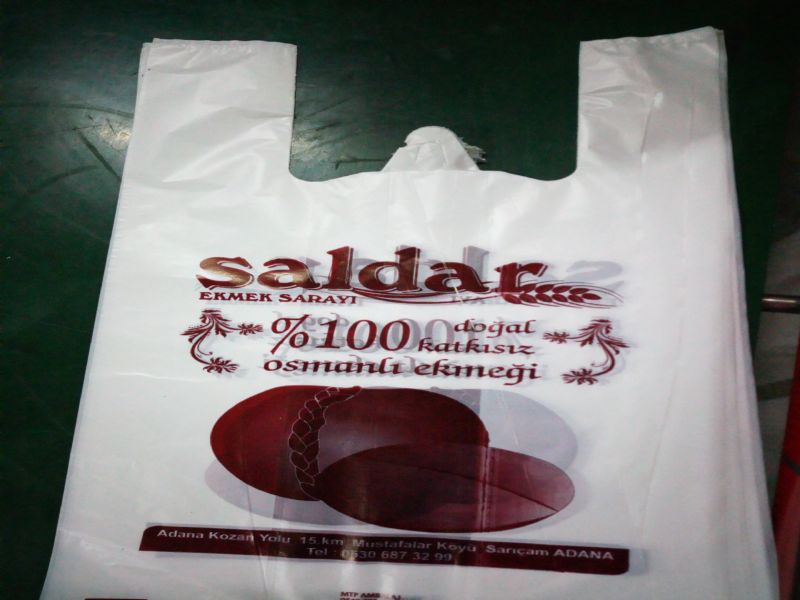 saldar
EKMEK SARAYI
%100 doğal
katkısız
osmanlı ekmeği
Adana Kozan Yolu 15.km Mustafalar Köyü Sarıçam ADANA
Tel : 0530 687 32 99